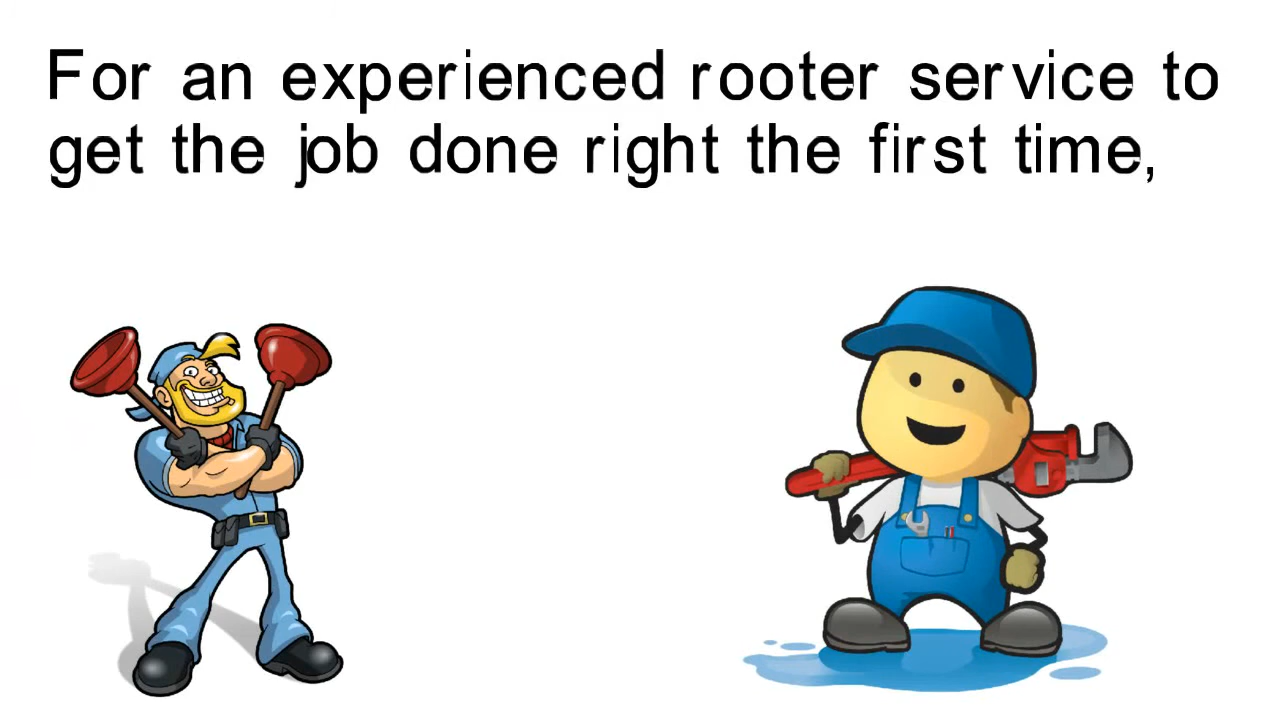 For an experienced rooter service to
get the job done right the first time,